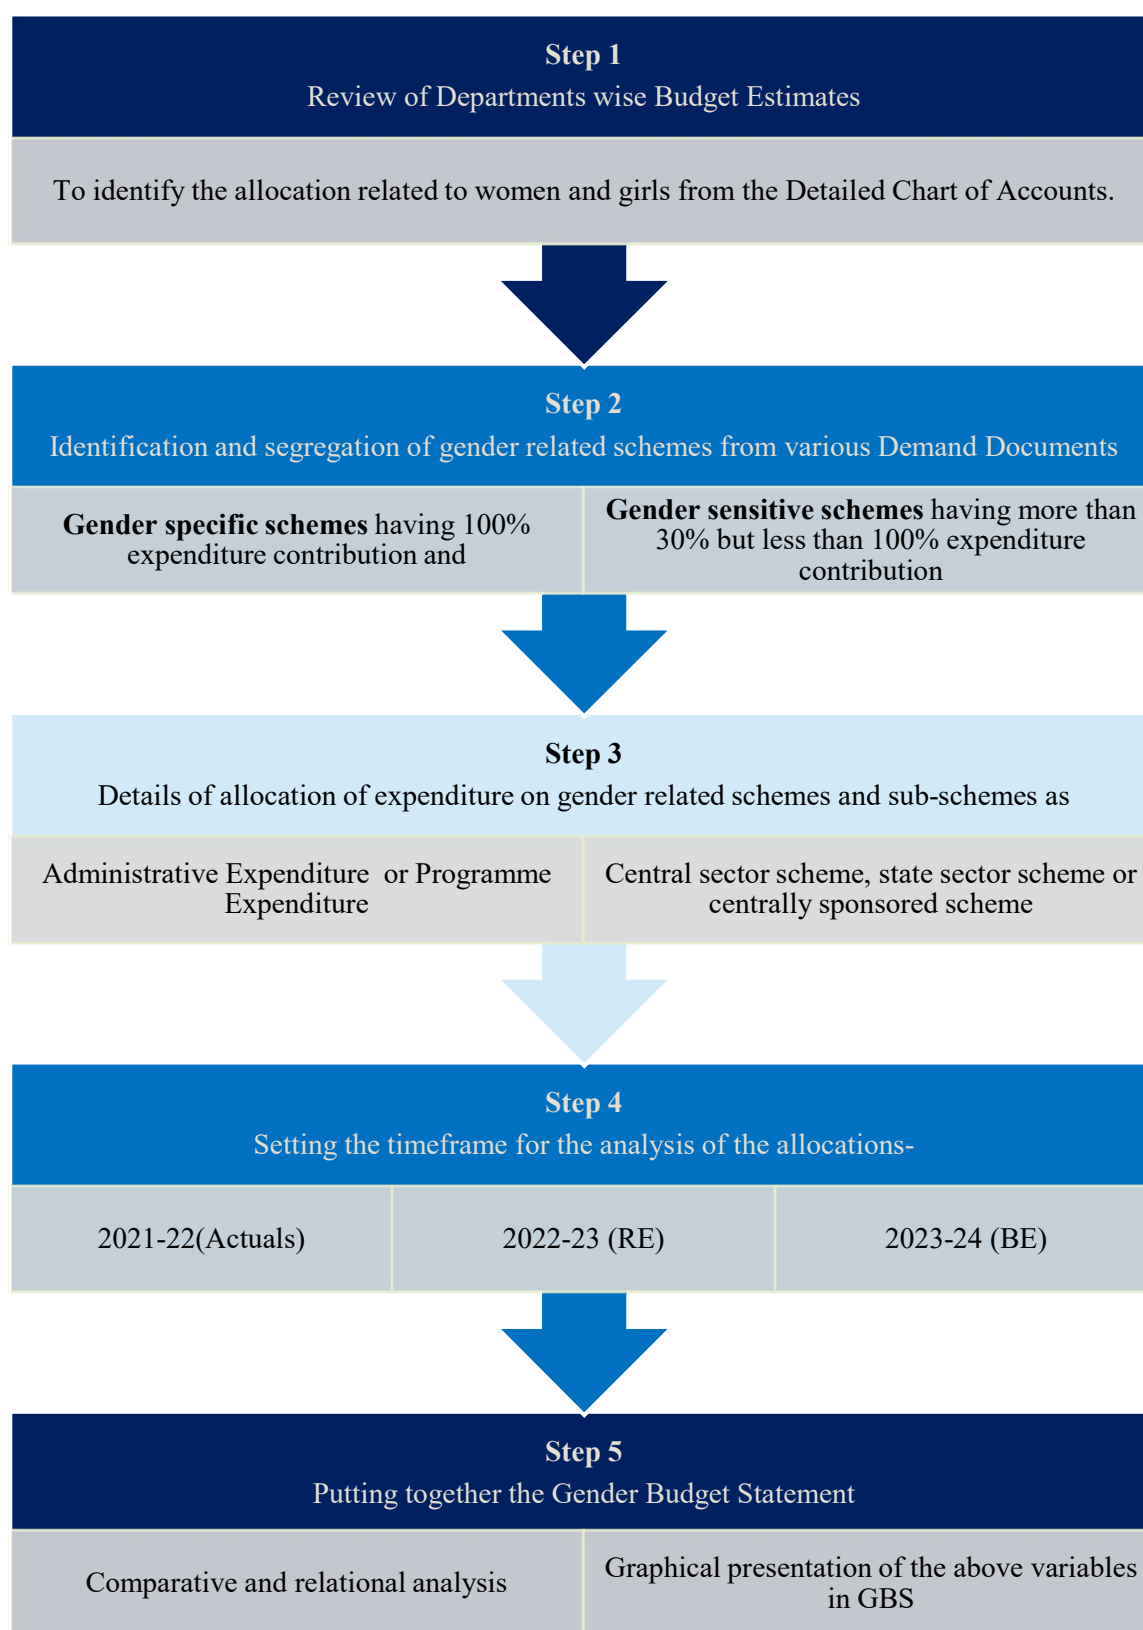 Step 1
Review of Departments wise Budget Estimates
To identify the allocation related to women and girls from the Detailed Chart of Accounts.
Step 2
Identification and segregation of gender related schemes from various Demand Documents
Gender specific schemes having 100%
expenditure contribution and
Gender sensitive schemes having more than
30% but less than 100% expenditure
contribution
Step 3
Details of allocation of expenditure on gender related schemes and sub-schemes as
Administrative Expenditure or Programme
Expenditure
Central sector scheme, state sector scheme or
centrally sponsored scheme
Step 4
Setting the timeframe for the analysis of the allocations-
2021-22(Actuals)
2022-23 (RE)
2023-24 (BE)
Step 5
Putting together the Gender Budget Statement
Comparative and relational analysis
Graphical presentation of the above variables
in GBS